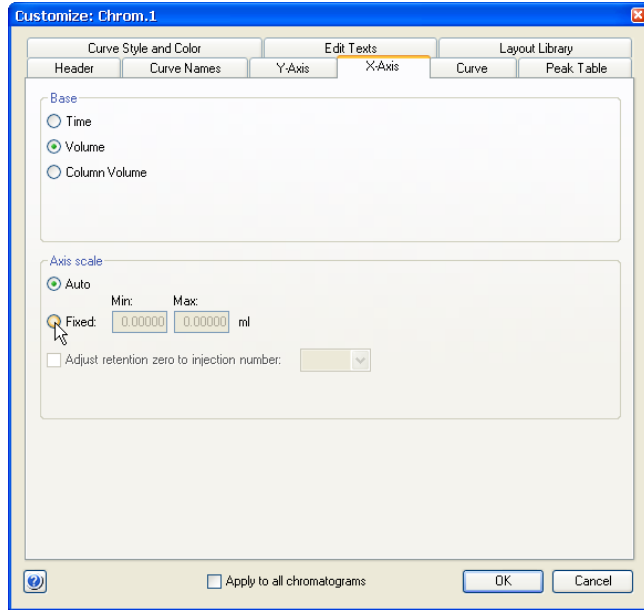 Customize: Chrom.1
Curve Style and Color Edit Texts Layout Library
Header Curve Names Y-Axis X-Axis Curve Peak Table
Base
Time
Volume
Column Volume
Axis scale
Auto
Min: Max:
Fixed: 0.00000 0.00000 ml
Adjust retention zero to injection number:
Apply to all chromatograms OK Cancel